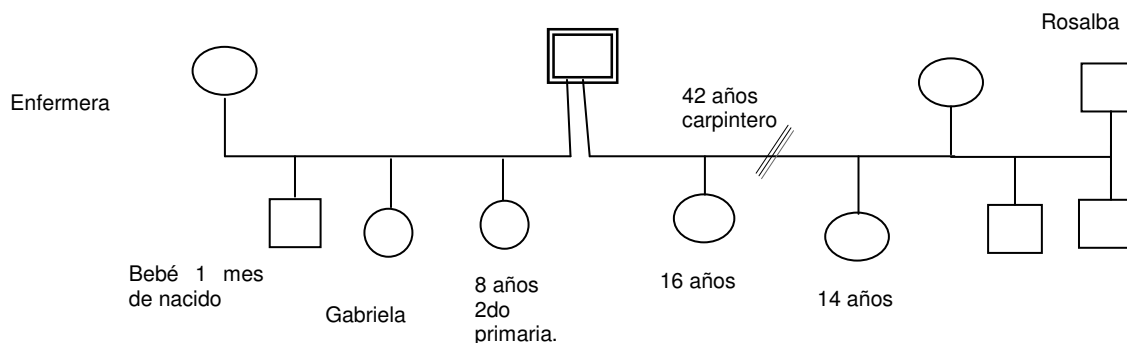 Rosalba
Enfermera
42 años
carpintero
Bebé 1 mes
de nacido
Gabriela
8 años
2do
primaria.
16 años
14 años